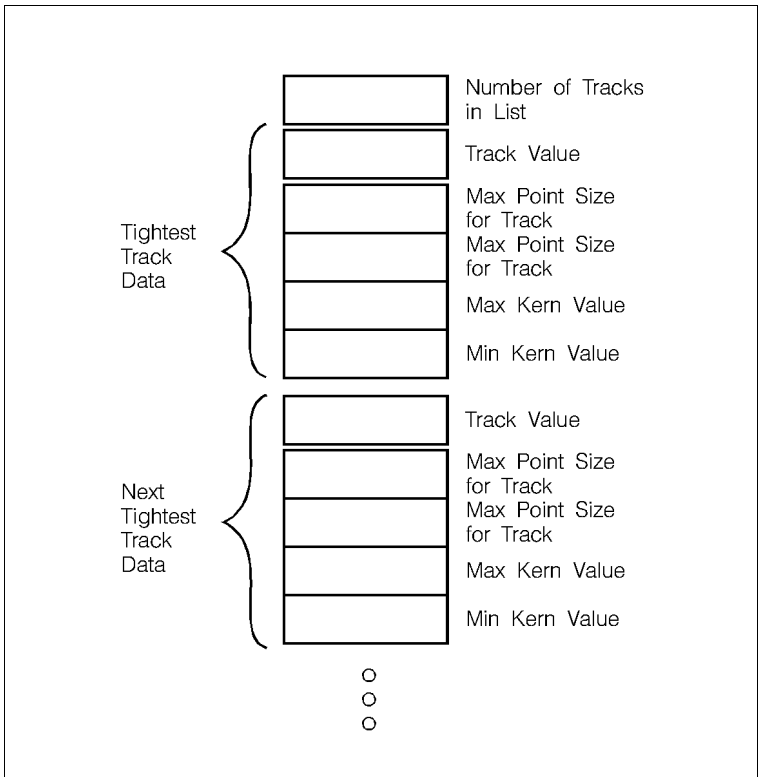 Number of Tracks
in List
Track Value
Max Point Size
for Track
Max Point Size
for Track
Max Kern Value
Min Kern Value
Tightest
Track
Data
Track Value
Max Point Size
for Track
Max Point Size
for Track
Max Kern Value
Min Kern Value
Next
Tightest
Track
Data